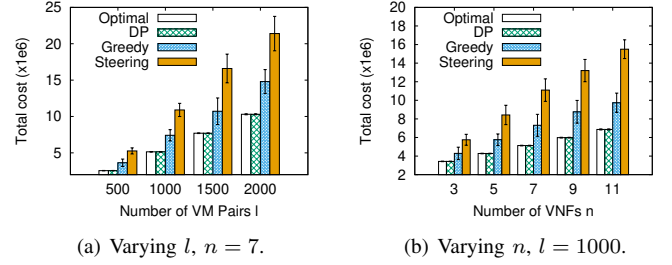 Optimal
DP
Greedy
Steering
Total cost (x1e6)
25
20
15
10
5
500 1000 1500 2000
Number of VM Pairs l
(a) Varying l, n = 7.
Optimal
DP
Greedy
Steering
Total cost (x1e6)
20
18
16
14
12
10
8
6
4
2
3 5 7 9 11
Number of VNFs n
(b) Varying n, l = 1000.